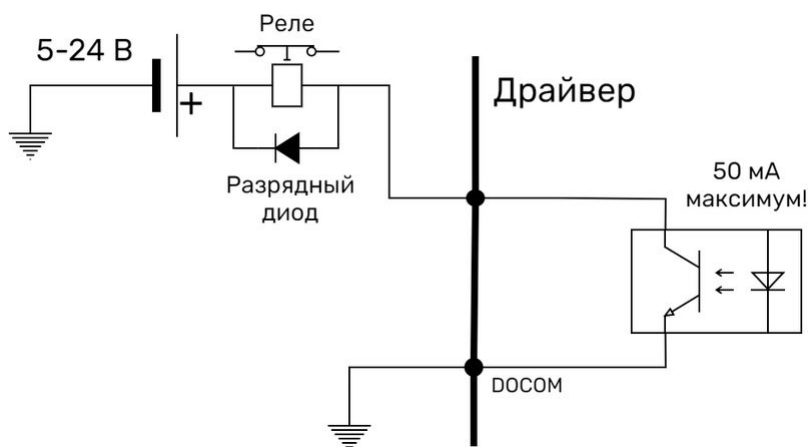 Реле
5-24 В
+
Драйвер
Разрядный
диод
50 мА
максимум!
DOCOM